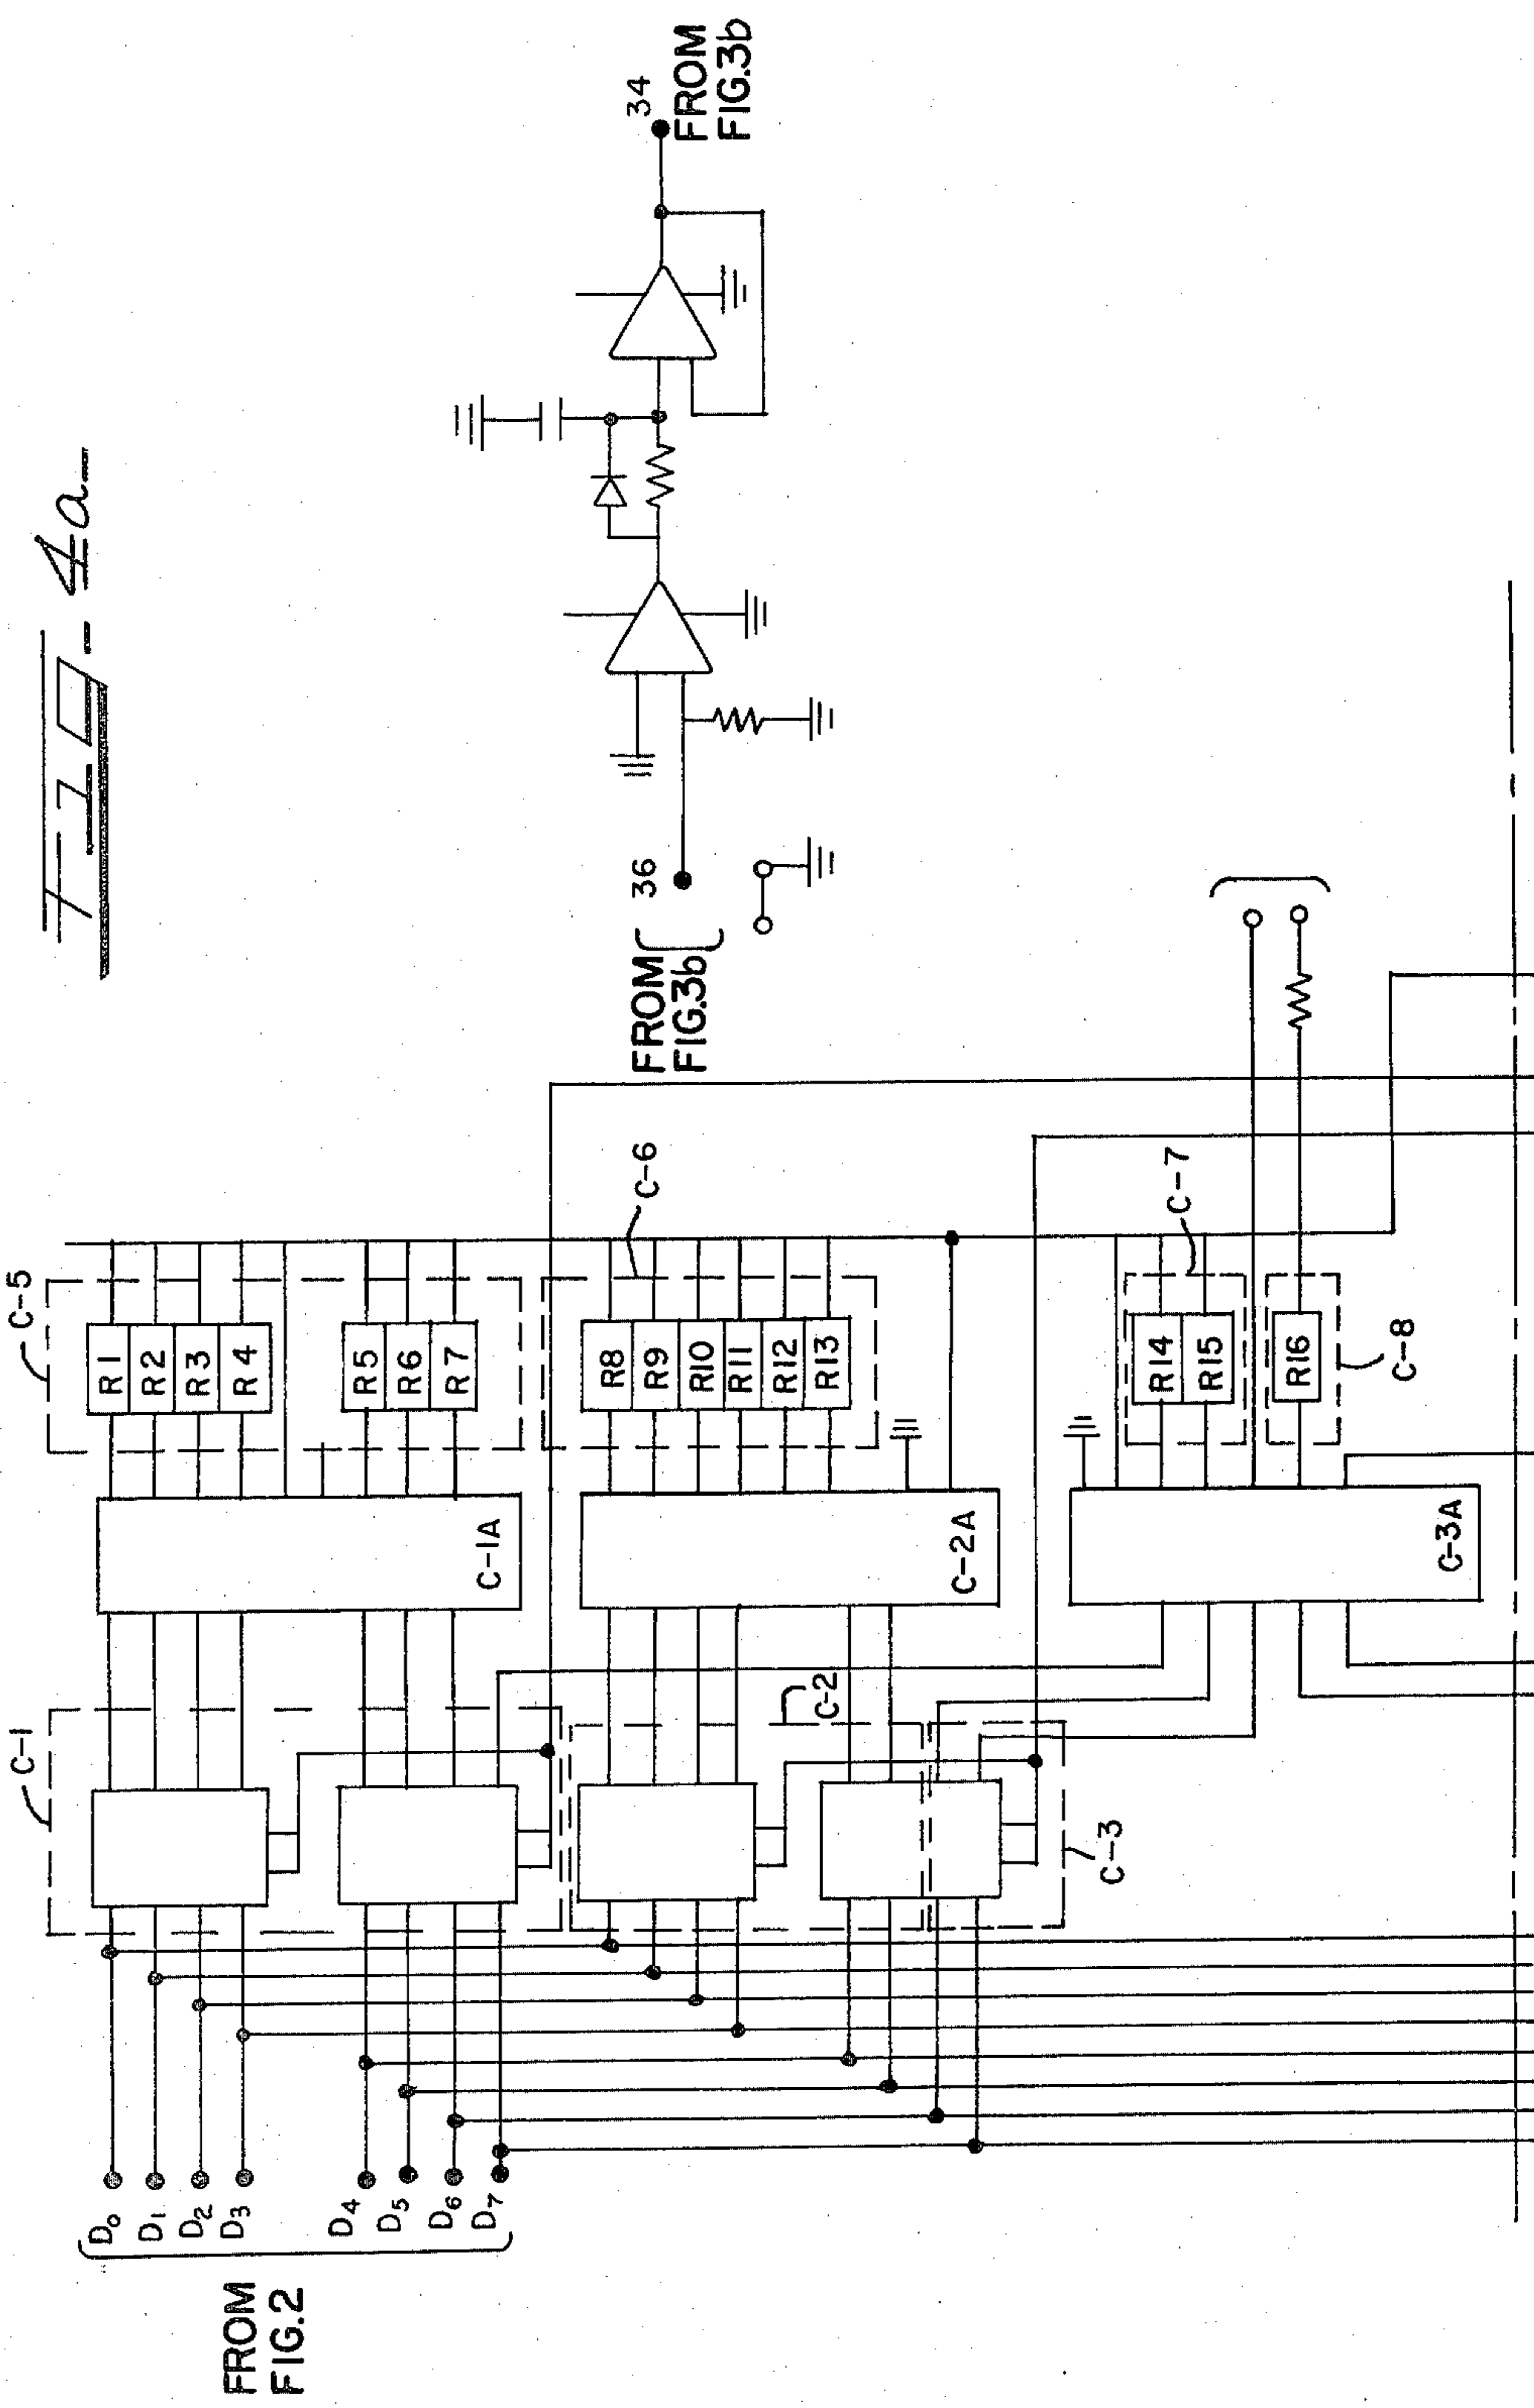 Fig-4a
FROM
FIG.2
D0
D1
D2
D3
D4
D5
D6
D7
C-1
C-2
C-3
C-1A
C-2A
C-3A
C-5
R1
R2
R3
R4
R5
R6
R7
C-6
R8
R9
R10
R11
R12
R13
C-7
R14
R15
R16
C-8
FROM
FIG.3b
36
34
FROM
FIG.3b